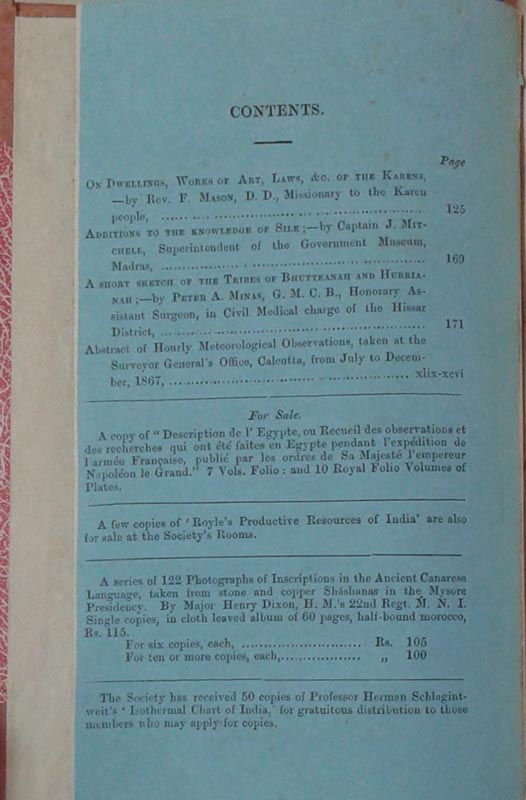 CONTENTS.
Page
On Dwellings, Works of Art, Laws, &c. of the Karens,
—by Rev. F. Mason, D. D., Missionary to the Karen
people, ........................................ 125
Additions to the knowledge of Silk;—by Captain J. Mit-
chell, Superintendent of the Government Museum,
Madras, ........................................ 169
A short sketch of the Tribes of Bhutteanah and Hurria-
nah;—by Peter A. Minas, G. M. C. B., Honorary As-
sistant Surgeon, in Civil Medical charge of the Hissar
District, ........................................ 171
Abstract of Hourly Meteorological Observations, taken at the
Surveyor General's Office, Calcutta, from July to Decem-
ber, 1867, ........................................ xlix-xcvi
For Sale.
A copy of "Description de l' Egypte, ou Recueil des observations et
des recherches qui ont été faites en Egypte pendant l'expédition de
l'armée Française, publié par les ordres de Sa Majesté l'empereur
Napoléon le Grand." 7 Vols. Folio: and 10 Royal Folio Volumes of
Plates.
A few copies of 'Royle's Productive Resources of India' are also
for sale at the Society's Rooms.
A series of 122 Photographs of Inscriptions in the Ancient Canarese
Language, taken from stone and copper Sháshanas in the Mysore
Presidency. By Major Henry Dixon, H. M.'s 22nd Regt. M. N. I.
Single copies, in cloth leaved album of 60 pages, half-bound morocco,
Rs. 115.
For six copies, each, ............................ Rs. 105
For ten or more copies, each,................... „ 100
The Society has received 50 copies of Professor Herman Schlagint-
weit's 'Isothermal Chart of India,' for gratuitous distribution to those
members who may apply for copies.